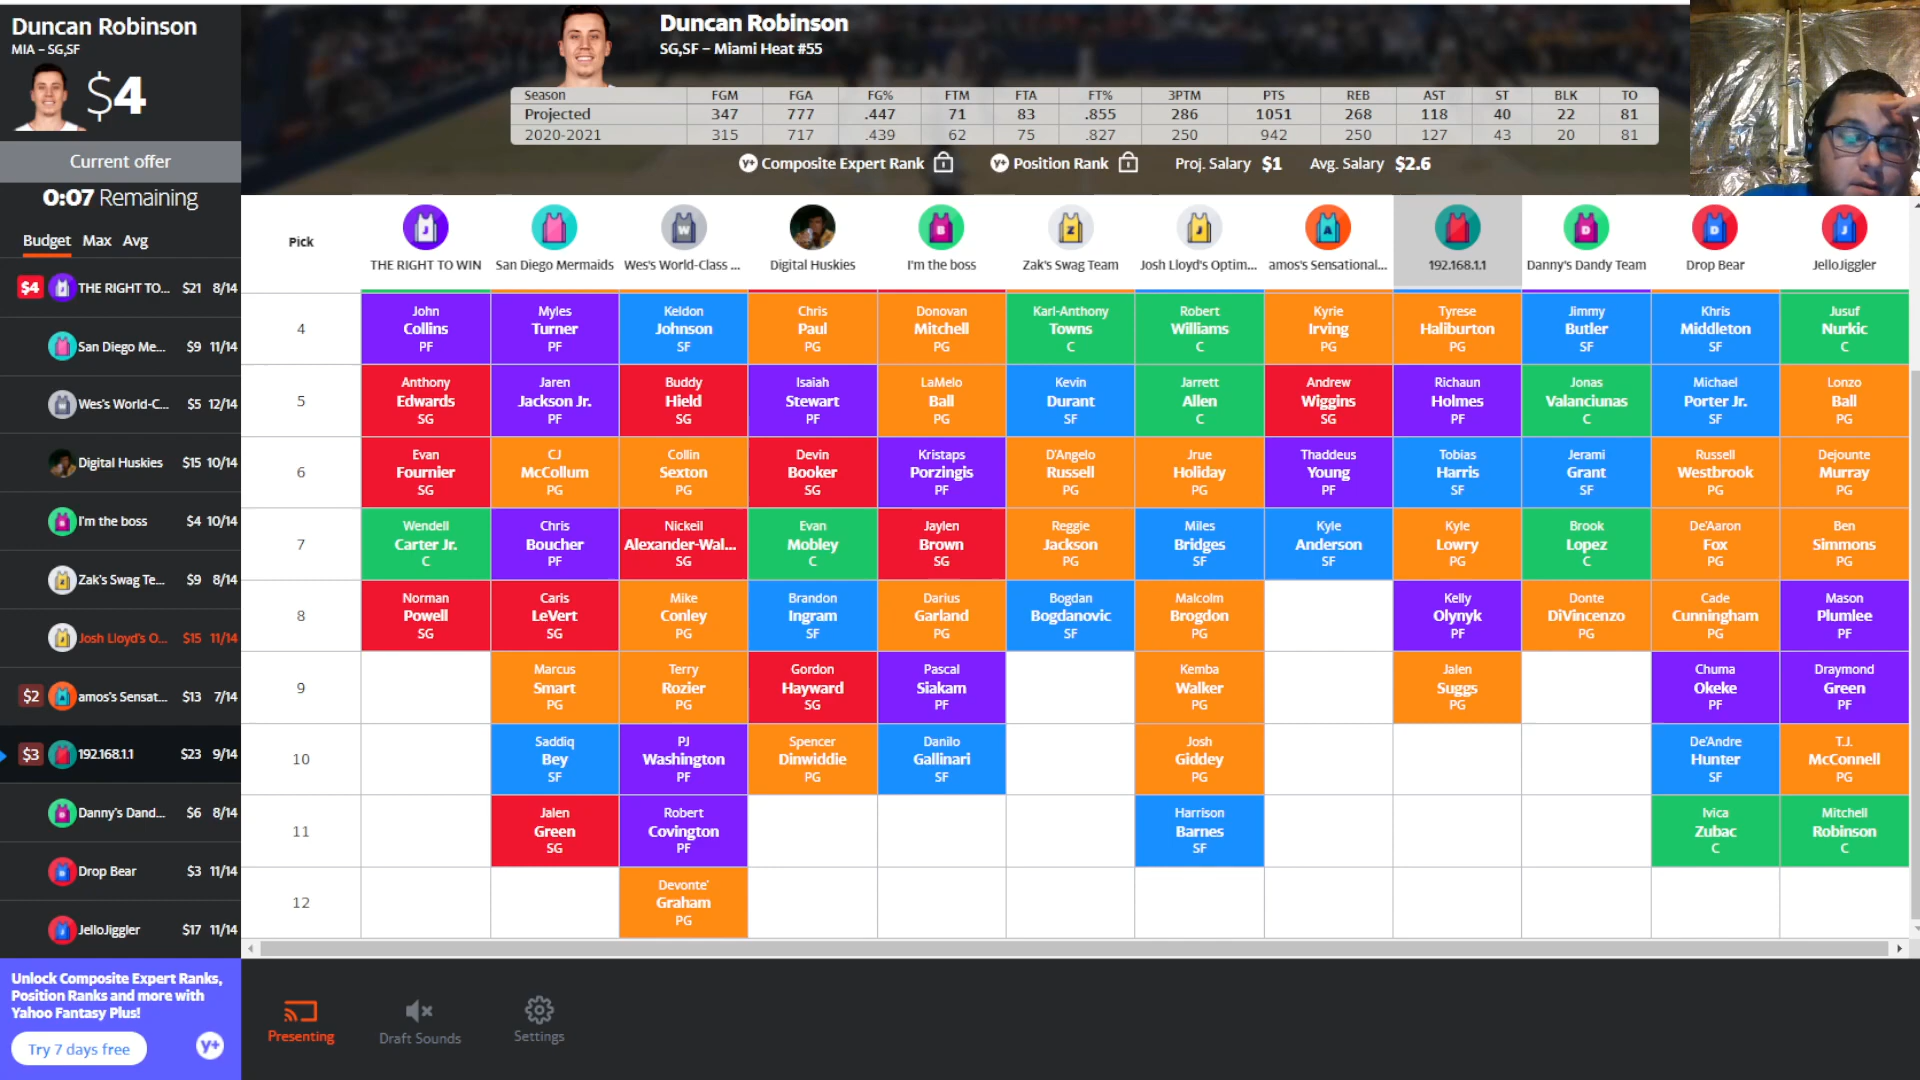 Duncan Robinson
MIA – SG,SF
$4
Current offer
0:07 Remaining
Budget Max Avg
$4 THE RIGHT TO... $21 8/14
San Diego Me... $9 11/14
Wes's World-C... $5 12/14
Digital Huskies $15 10/14
I'm the boss $4 10/14
Zak's Swag Te... $9 8/14
Josh Lloyd's O... $15 11/14
$2 amos's Sensat... $13 7/14
$3 192.168.1.1 $23 9/14
Danny's Dand... $6 8/14
Drop Bear $3 11/14
JelloJiggler $17 11/14
Unlock Composite Expert Ranks,
Position Ranks and more with
Yahoo Fantasy Plus!
Try 7 days free
y+
Duncan Robinson
SG,SF – Miami Heat #55
Season FGM FGA FG% FTM FTA FT% 3PTM PTS REB AST ST BLK TO
Projected 347 777 .447 71 83 .855 286 1051 268 118 40 22 81
2020-2021 315 717 .439 62 75 .827 250 942 250 127 43 20 81
y+ Composite Expert Rank y+ Position Rank Proj. Salary $1 Avg. Salary $2.6
J W B Z J A D D J
Pick THE RIGHT TO WIN San Diego Mermaids Wes's World-Class ... Digital Huskies I'm the boss Zak's Swag Team Josh Lloyd's Optim... amos's Sensational... 192.168.1.1 Danny's Dandy Team Drop Bear JelloJiggler
John Myles Keldon Chris Donovan Karl-Anthony Robert Kyrie Tyrese Jimmy Khris Jusuf
4 Collins Turner Johnson Paul Mitchell Towns Williams Irving Haliburton Butler Middleton Nurkic
PF PF SF PG PG C C PG PG SF SF C
Anthony Jaren Buddy Isaiah LaMelo Kevin Jarrett Andrew Richaun Jonas Michael Lonzo
5 Edwards Jackson Jr. Hield Stewart Ball Durant Allen Wiggins Holmes Valanciunas Porter Jr. Ball
SG PF SG PF PG SF C SG PF C SF PG
Evan CJ Collin Devin Kristaps D'Angelo Jrue Thaddeus Tobias Jerami Russell Dejounte
6 Fournier McCollum Sexton Booker Porzingis Russell Holiday Young Harris Grant Westbrook Murray
SG PG PG SG PF PG PG PF SF SF PG PG
Wendell Chris Nickeil Evan Jaylen Reggie Miles Kyle Kyle Brook De'Aaron Ben
7 Carter Jr. Boucher Alexander-Wal... Mobley Brown Jackson Bridges Anderson Lowry Lopez Fox Simmons
C PF SG C SG PG SF SF PG C PG PG
Norman Caris Mike Brandon Darius Bogdan Malcolm Kelly Donte Cade Mason
8 Powell LeVert Conley Ingram Garland Bogdanovic Brogdon Olynyk DiVincenzo Cunningham Plumlee
SG SG PG SF PG SF PG PF PG PG PF
Marcus Terry Gordon Pascal Kemba Jalen Chuma Draymond
9 Smart Rozier Hayward Siakam Walker Suggs Okeke Green
PG PG SG PF PG PG PF PF
Saddiq PJ Spencer Danilo Josh De'Andre T.J.
10 Bey Washington Dinwiddie Gallinari Giddey Hunter McConnell
SF PF PG SF PG SF PG
Jalen Robert Harrison Ivica Mitchell
11 Green Covington Barnes Zubac Robinson
SG PF SF C C
Devonte'
12 Graham
PG
Presenting Draft Sounds Settings